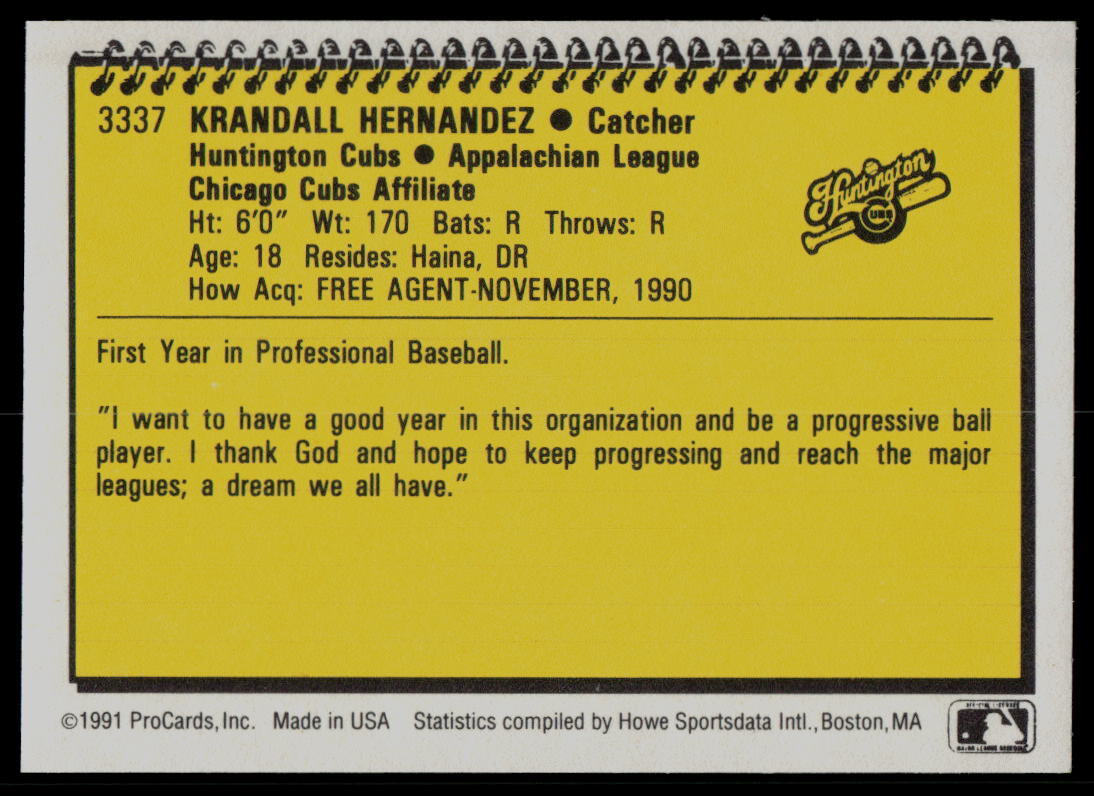 3337 KRANDALL HERNANDEZ ● Catcher
Huntington Cubs ● Appalachian League
Chicago Cubs Affiliate
Huntington
CUBS
Ht: 6'0" Wt: 170 Bats: R Throws: R
Age: 18 Resides: Haina, DR
How Acq: FREE AGENT-NOVEMBER, 1990
First Year in Professional Baseball.
"I want to have a good year in this organization and be a progressive ball
player. I thank God and hope to keep progressing and reach the major
leagues; a dream we all have."
©1991 ProCards, Inc. Made in USA Statistics compiled by Howe Sportsdata Intl., Boston, MA